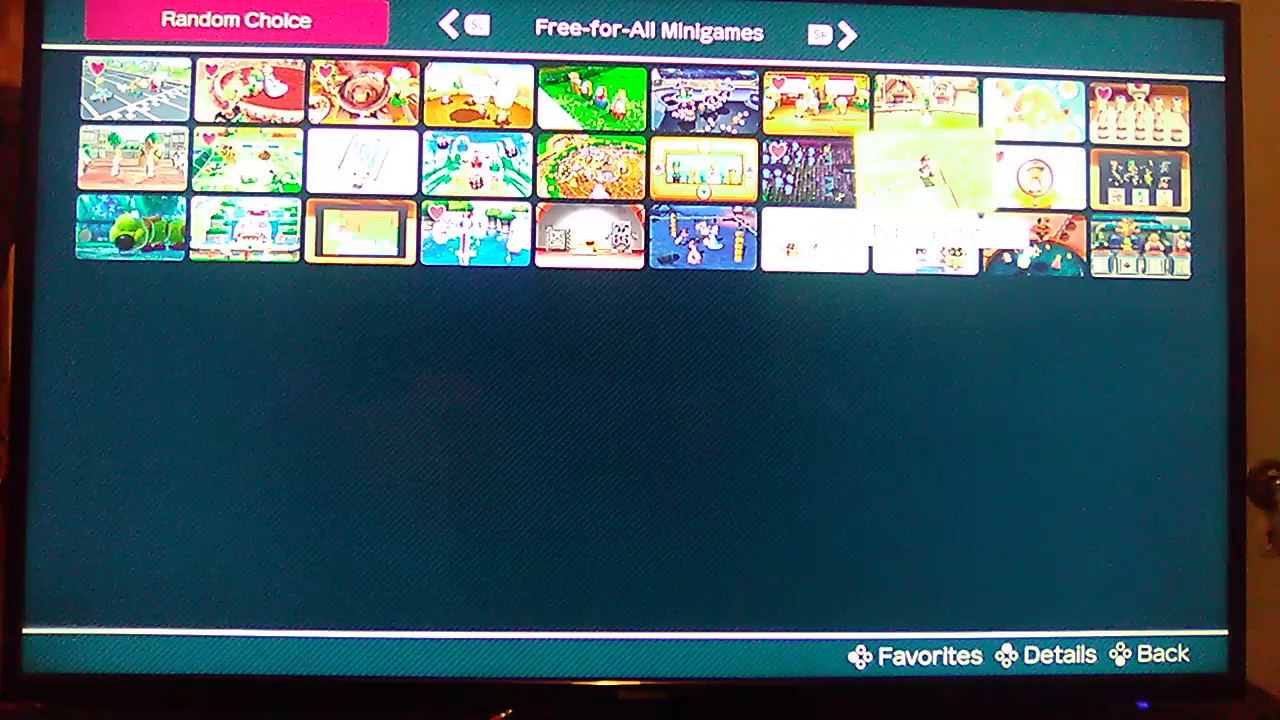 Random Choice
SL
Free-for-All Minigames
SR
Favorites
Details
Back